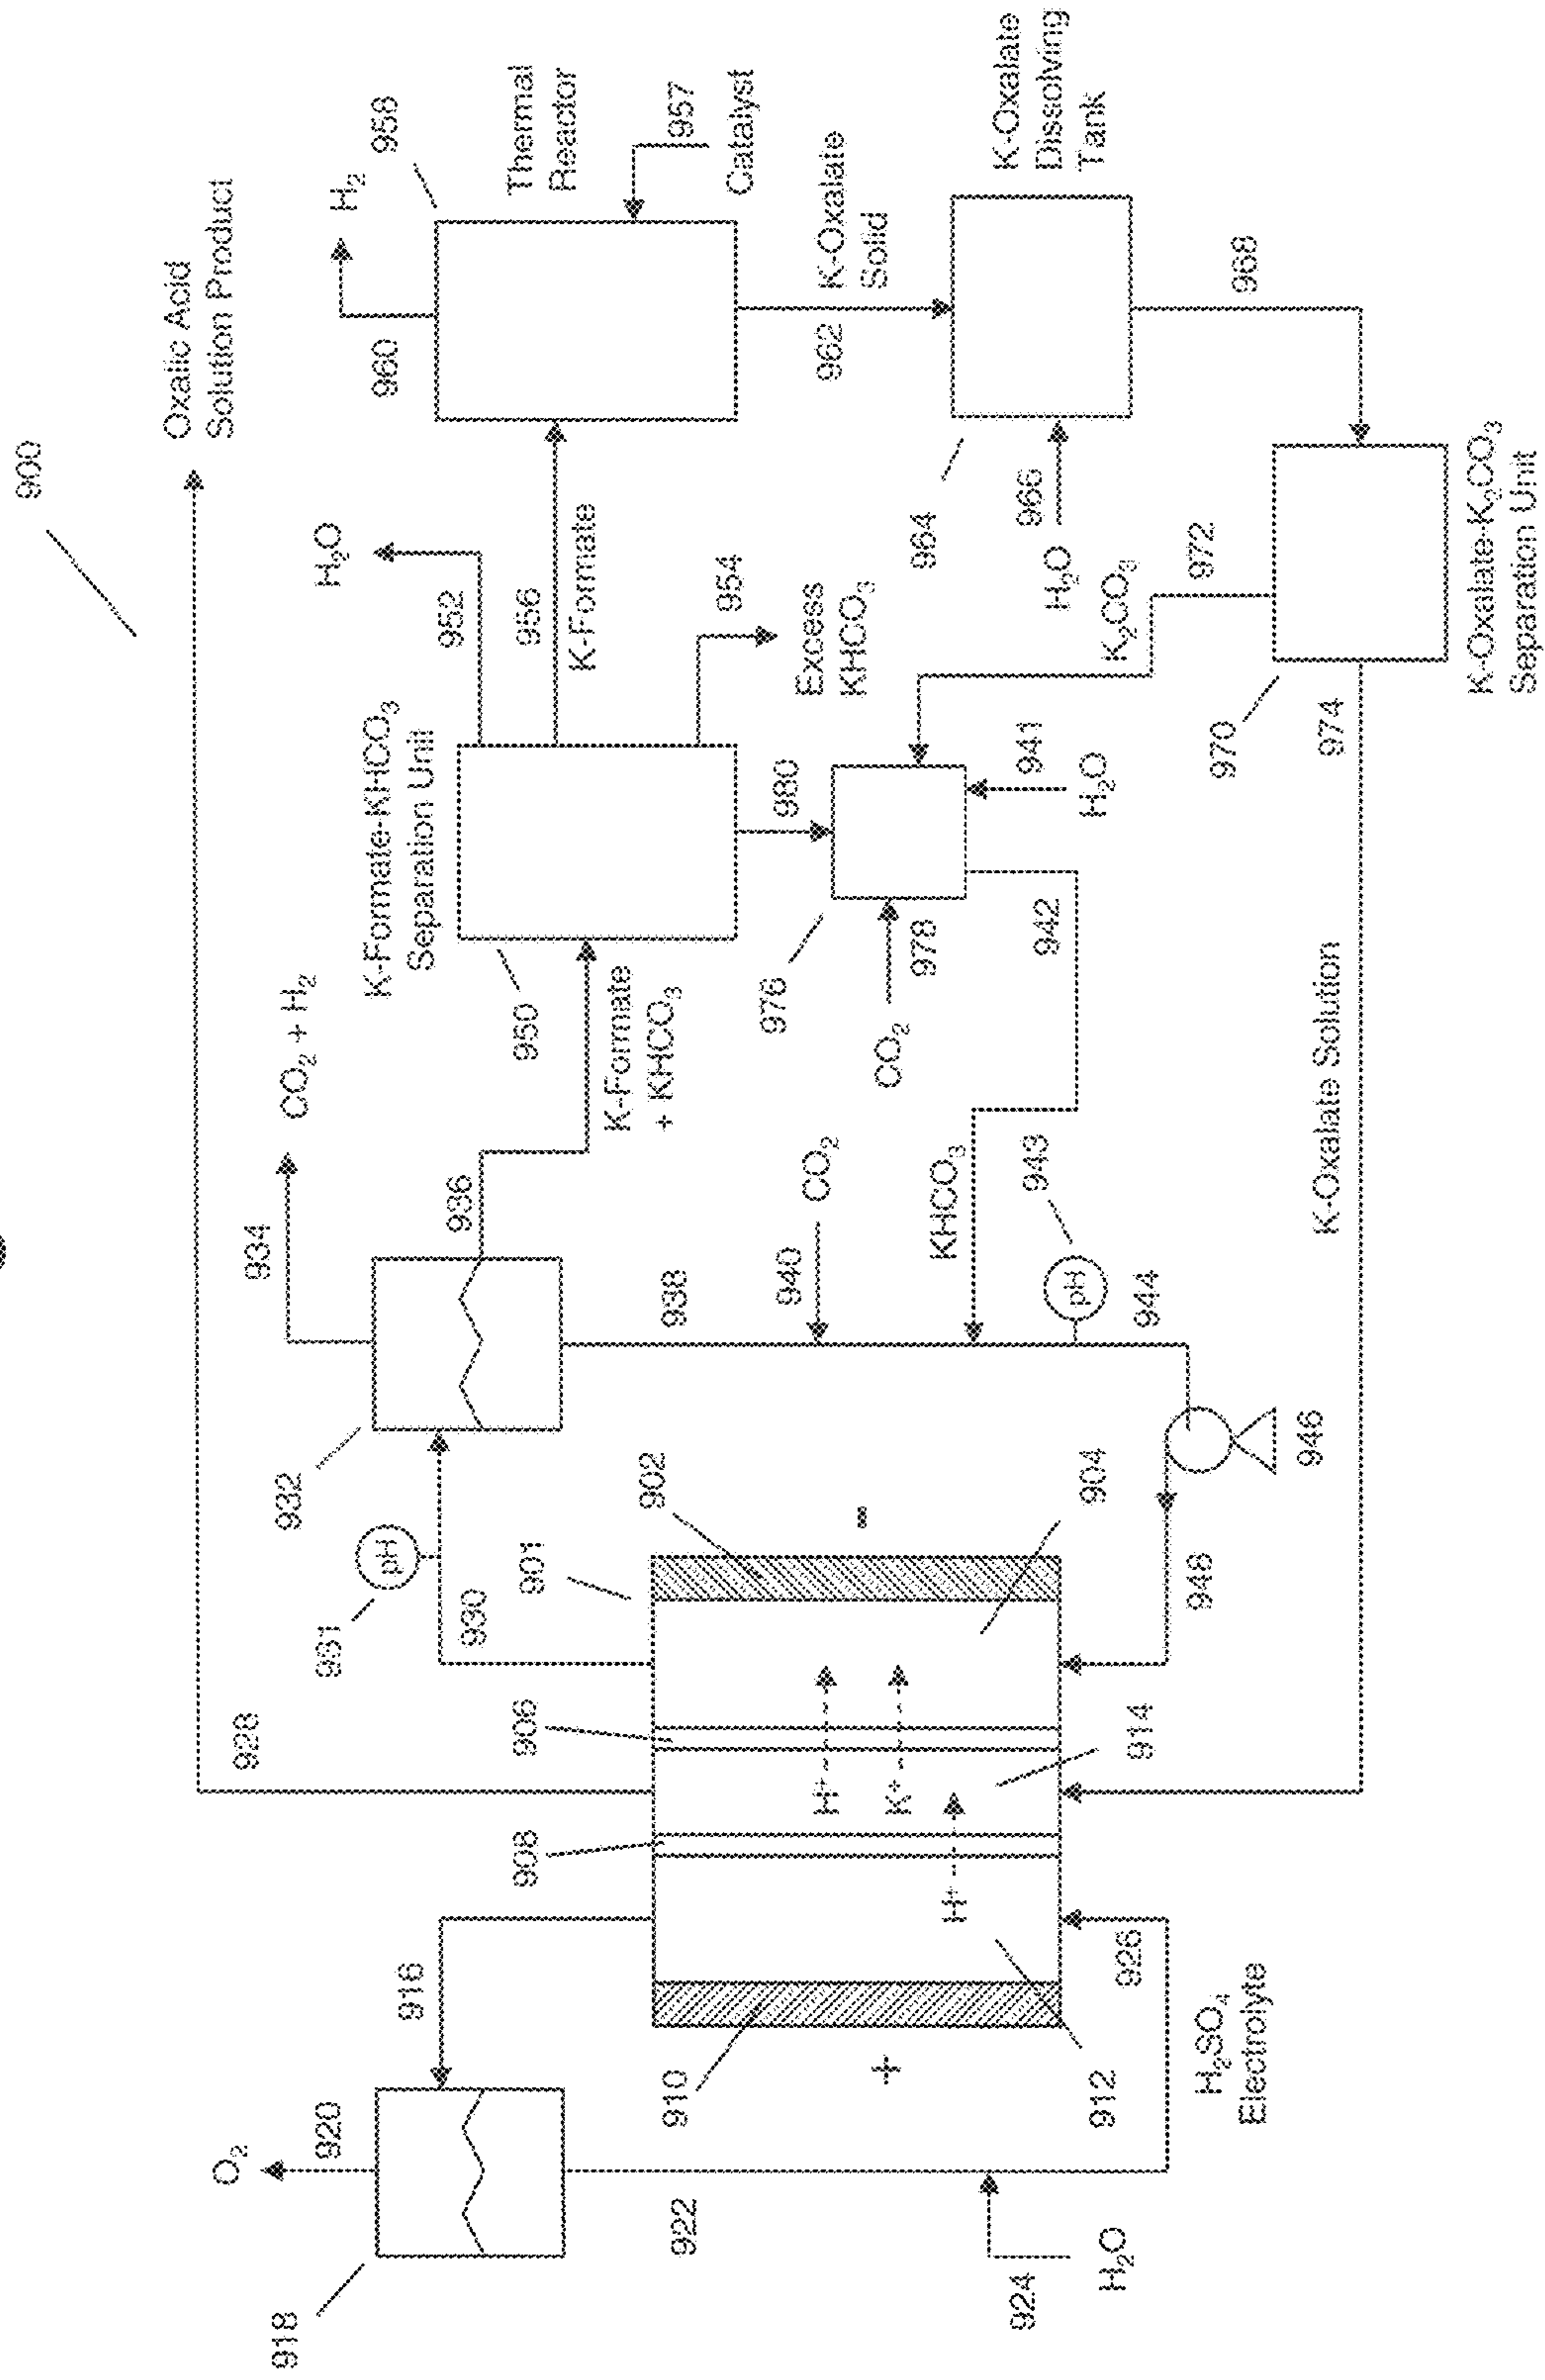 900
Oxalic Acid
Solution Product
928
O₂
920
918
916
922
924
H₂O
926
H₂SO₄
Electrolyte
910
+
912
908
H⁺
H⁺
K⁺
906
914
901
902
-
904
961
pH
930
932
934
CO₂ + H₂
936
938
940
CO₂
KHCO₃
943
pH
944
946
948
K-Formate
+ KHCO₃
K-Formate-KHCO₃
Separation Unit
950
952
H₂O
956
K-Formate
954
Excess
KHCO₃
980
976
CO₂
978
942
941
H₂O
K₂CO₃
972
958
H₂
960
Thermal
Reactor
957
Catalyst
962
K-Oxalate
Solid
K-Oxalate
Dissolving
Tank
964
966
H₂O
968
970
974
K-Oxalate Solution
K-Oxalate-K₂CO₃
Separation Unit